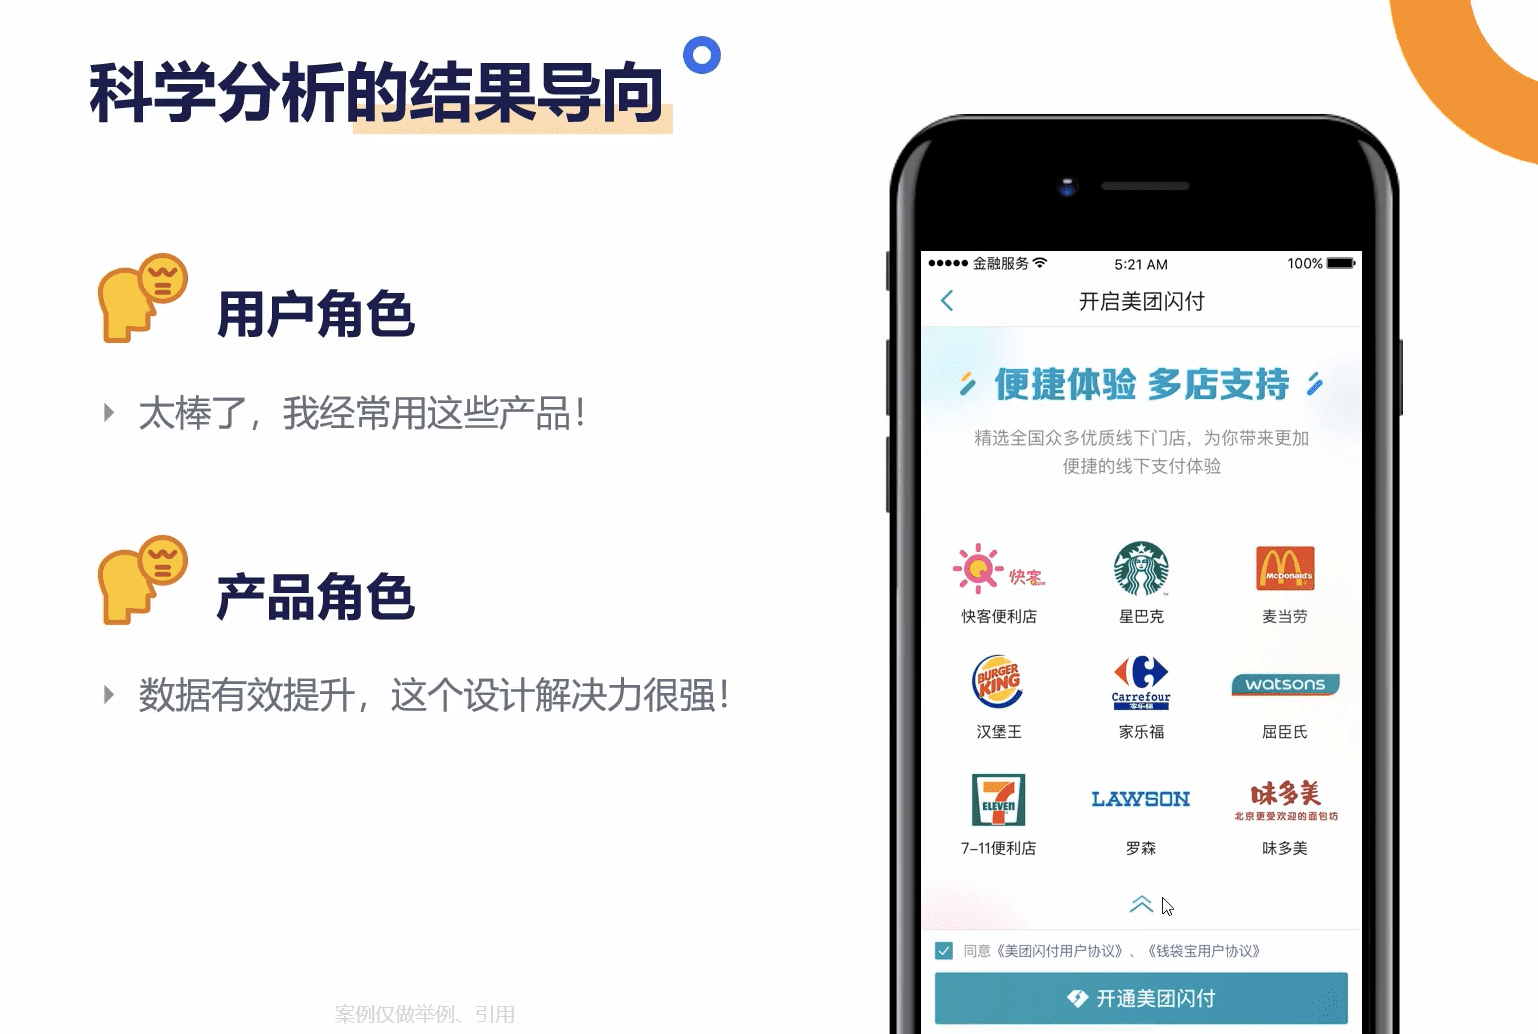 科学分析的结果导向
用户角色
太棒了，我经常用这些产品！
产品角色
数据有效提升，这个设计解决力很强！
案例仅做举例、引用
金融服务
5:21 AM
100%
开启美团闪付
便捷体验 多店支持
精选全国众多优质线下门店，为你带来更加
便捷的线下支付体验
快客
快客便利店
星巴克
McDonald's
麦当劳
BURGER
KING
汉堡王
Carrefour
家乐福
家乐福
watsons
屈臣氏
7
ELEVEN
7-11便利店
LAWSON
罗森
味多美
北京更受欢迎的面包坊
味多美
同意《美团闪付用户协议》、《钱袋宝用户协议》
开通美团闪付